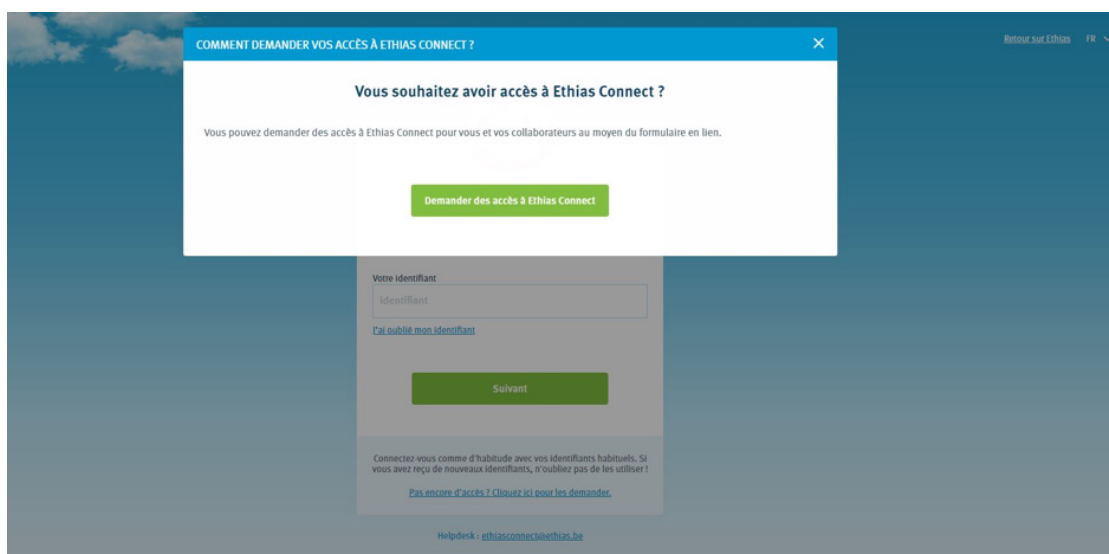 COMMENT DEMANDER VOS ACCÈS À ETHIAS CONNECT ?
Retour sur Ethias FR
Vous souhaitez avoir accès à Ethias Connect ?
Vous pouvez demander des accès à Ethias Connect pour vous et vos collaborateurs au moyen du formulaire en lien.
Demander des accès à Ethias Connect
Votre identifiant
Identifiant
J'ai oublié mon identifiant
Suivant
Connectez-vous comme d'habitude avec vos identifiants habituels. Si
vous avez reçu de nouveaux identifiants, n'oubliez pas de les utiliser !
Pas encore d'accès ? Cliquez ici pour les demander.
Helpdesk : ethiasconnect@ethias.be